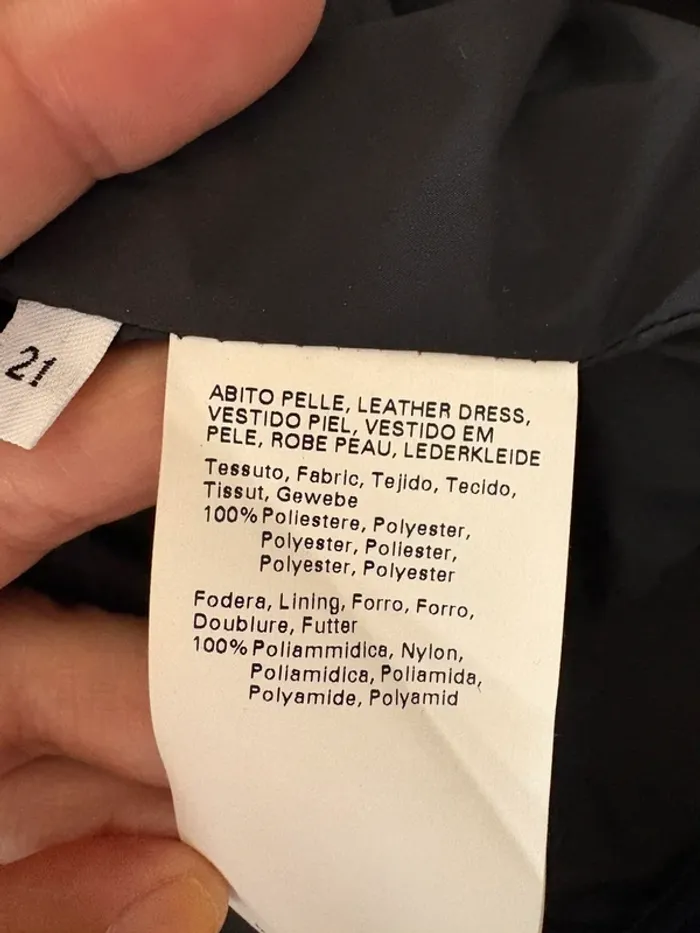 21
ABITO PELLE, LEATHER DRESS,
VESTIDO PIEL, VESTIDO EM
PELE, ROBE PEAU, LEDERKLEIDE
Tessuto, Fabric, Tejido, Tecido,
Tissut, Gewebe
100% Poliestere, Polyester,
Polyester, Poliester,
Polyester, Polyester
Fodera, Lining, Forro, Forro,
Doublure, Futter
100% Poliammidica, Nylon,
Poliamidica, Poliamida,
Polyamide, Polyamid